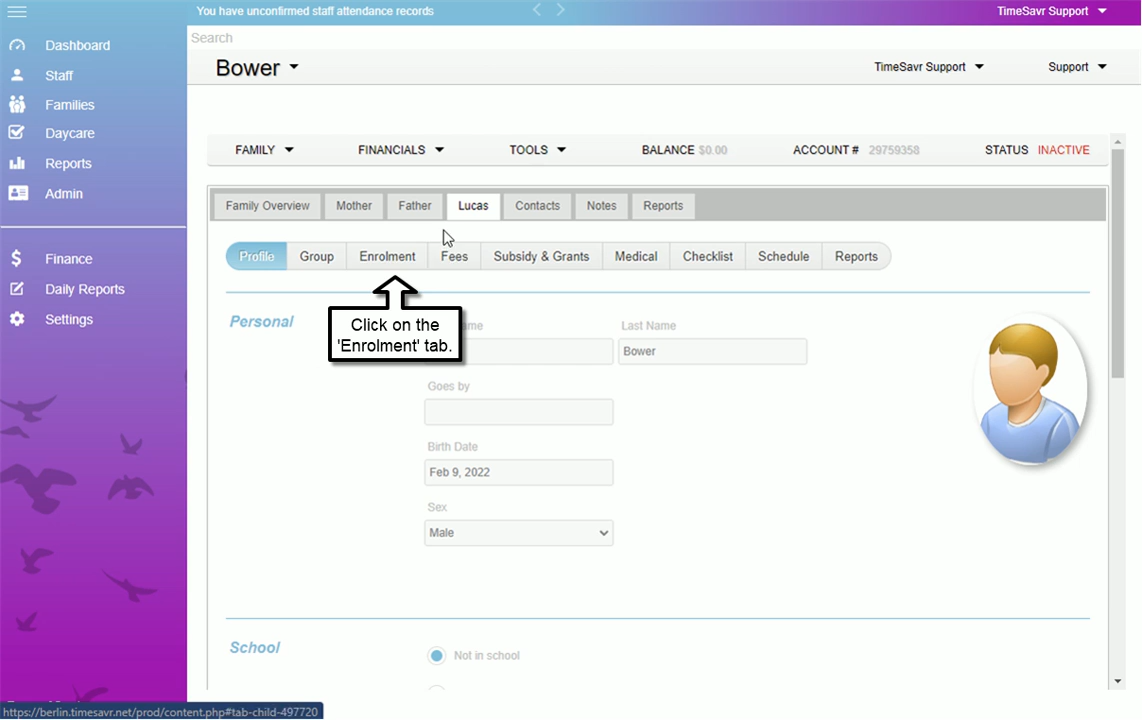 You have unconfirmed staff attendance records
TimeSavr Support
Search
Bower
TimeSavr Support
Support
Dashboard
Staff
Families
Daycare
Reports
Admin
Finance
Daily Reports
Settings
FAMILY
FINANCIALS
TOOLS
BALANCE $0.00
ACCOUNT # 29759358
STATUS INACTIVE
Family Overview
Mother
Father
Lucas
Contacts
Notes
Reports
Profile
Group
Enrolment
Fees
Subsidy & Grants
Medical
Checklist
Schedule
Reports
Click on the
'Enrolment' tab.
Personal
Last Name
Bower
Goes by
Birth Date
Feb 9, 2022
Sex
Male
School
Not in school
https://berlin.timesavr.net/prod/content.php#tab-child-497720